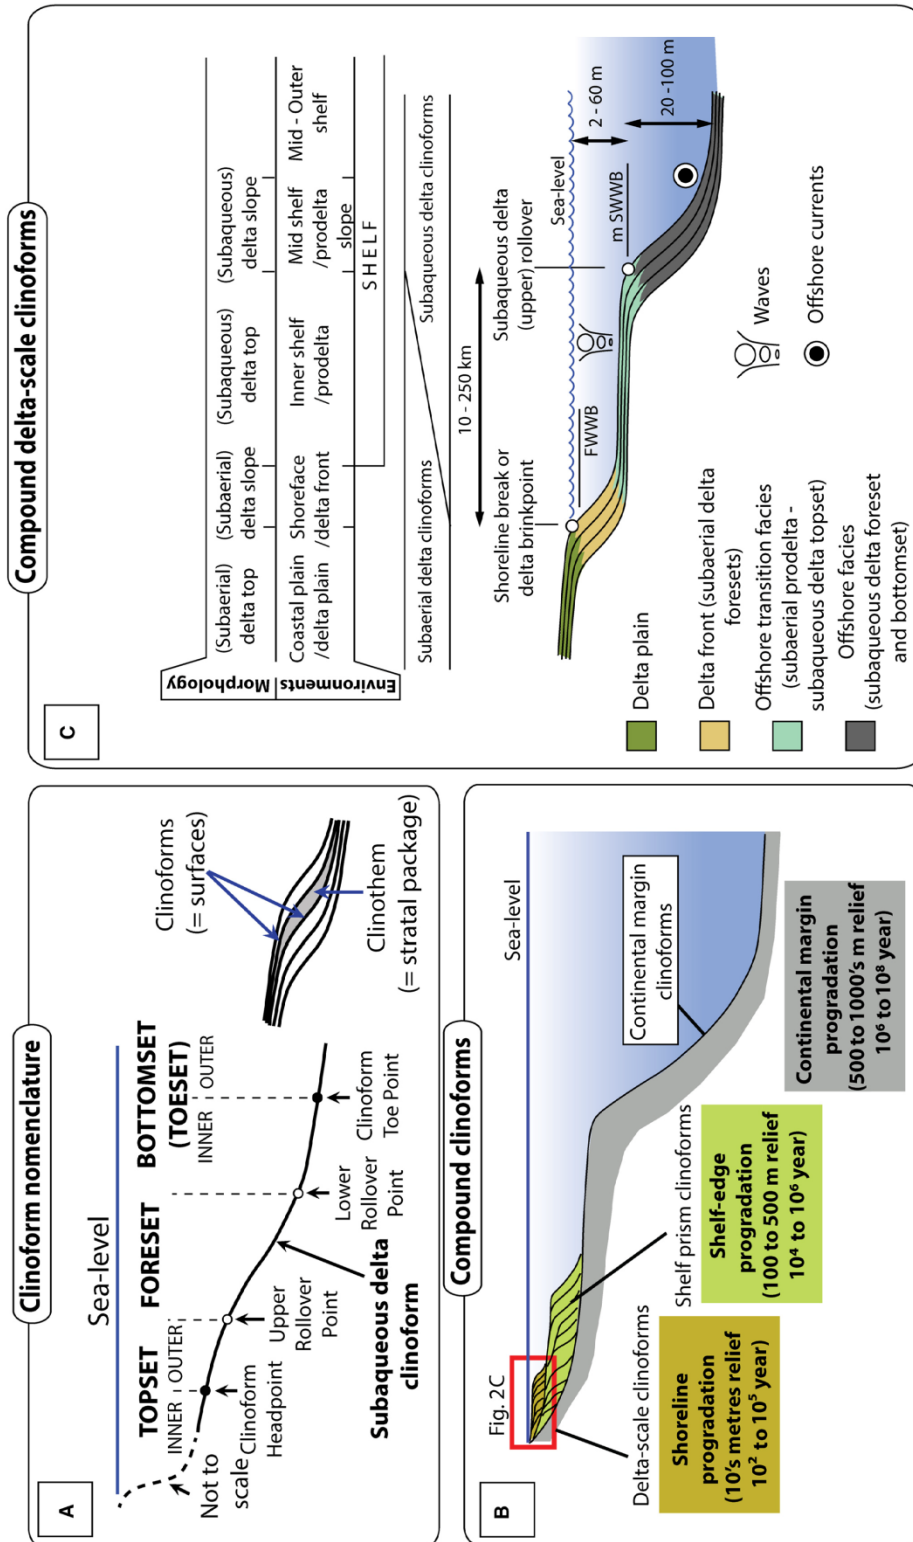 A
Clinoform nomenclature
Sea-level
TOPSET
FORESET
BOTTOMSET
(TOESET)
INNER
OUTER
INNER
OUTER
Not to
scale
Clinoform
Headpoint
Upper
Rollover
Point
Lower
Rollover
Point
Clinoform
Toe Point
Subaqueous delta
clinoform
Clinoforms
(= surfaces)
Clinothem
(= stratal package)
B
Compound clinoforms
Fig. 2C
Sea-level
Delta-scale clinoforms
Shoreline
progradation
(10's metres relief
10² to 10⁵ year)
Shelf prism clinoforms
Shelf-edge
progradation
(100 to 500 m relief
10⁴ to 10⁶ year)
Continental margin
clinoforms
Continental margin
progradation
(500 to 1000's m relief
10⁶ to 10⁸ year)
C
Compound delta-scale clinoforms
Morphology
(Subaerial)
delta top
(Subaerial)
delta slope
(Subaqueous)
delta top
(Subaqueous)
delta slope
Environments
Coastal plain
/delta plain
Shoreface
/delta front
Inner shelf
/prodelta
Mid shelf
/prodelta
slope
Mid - Outer
shelf
SHELF
Subaerial delta clinoforms
Subaqueous delta clinoforms
10 - 250 km
Shoreline break or
delta brinkpoint
Subaqueous delta
(upper) rollover
Sea-level
FWWB
m SWWB
2 - 60 m
20 - 100 m
Delta plain
Delta front (subaerial delta
foresets)
Offshore transition facies
(subaerial prodelta -
subaqueous delta topset)
Offshore facies
(subaqueous delta foreset
and bottomset)
Waves
Offshore currents